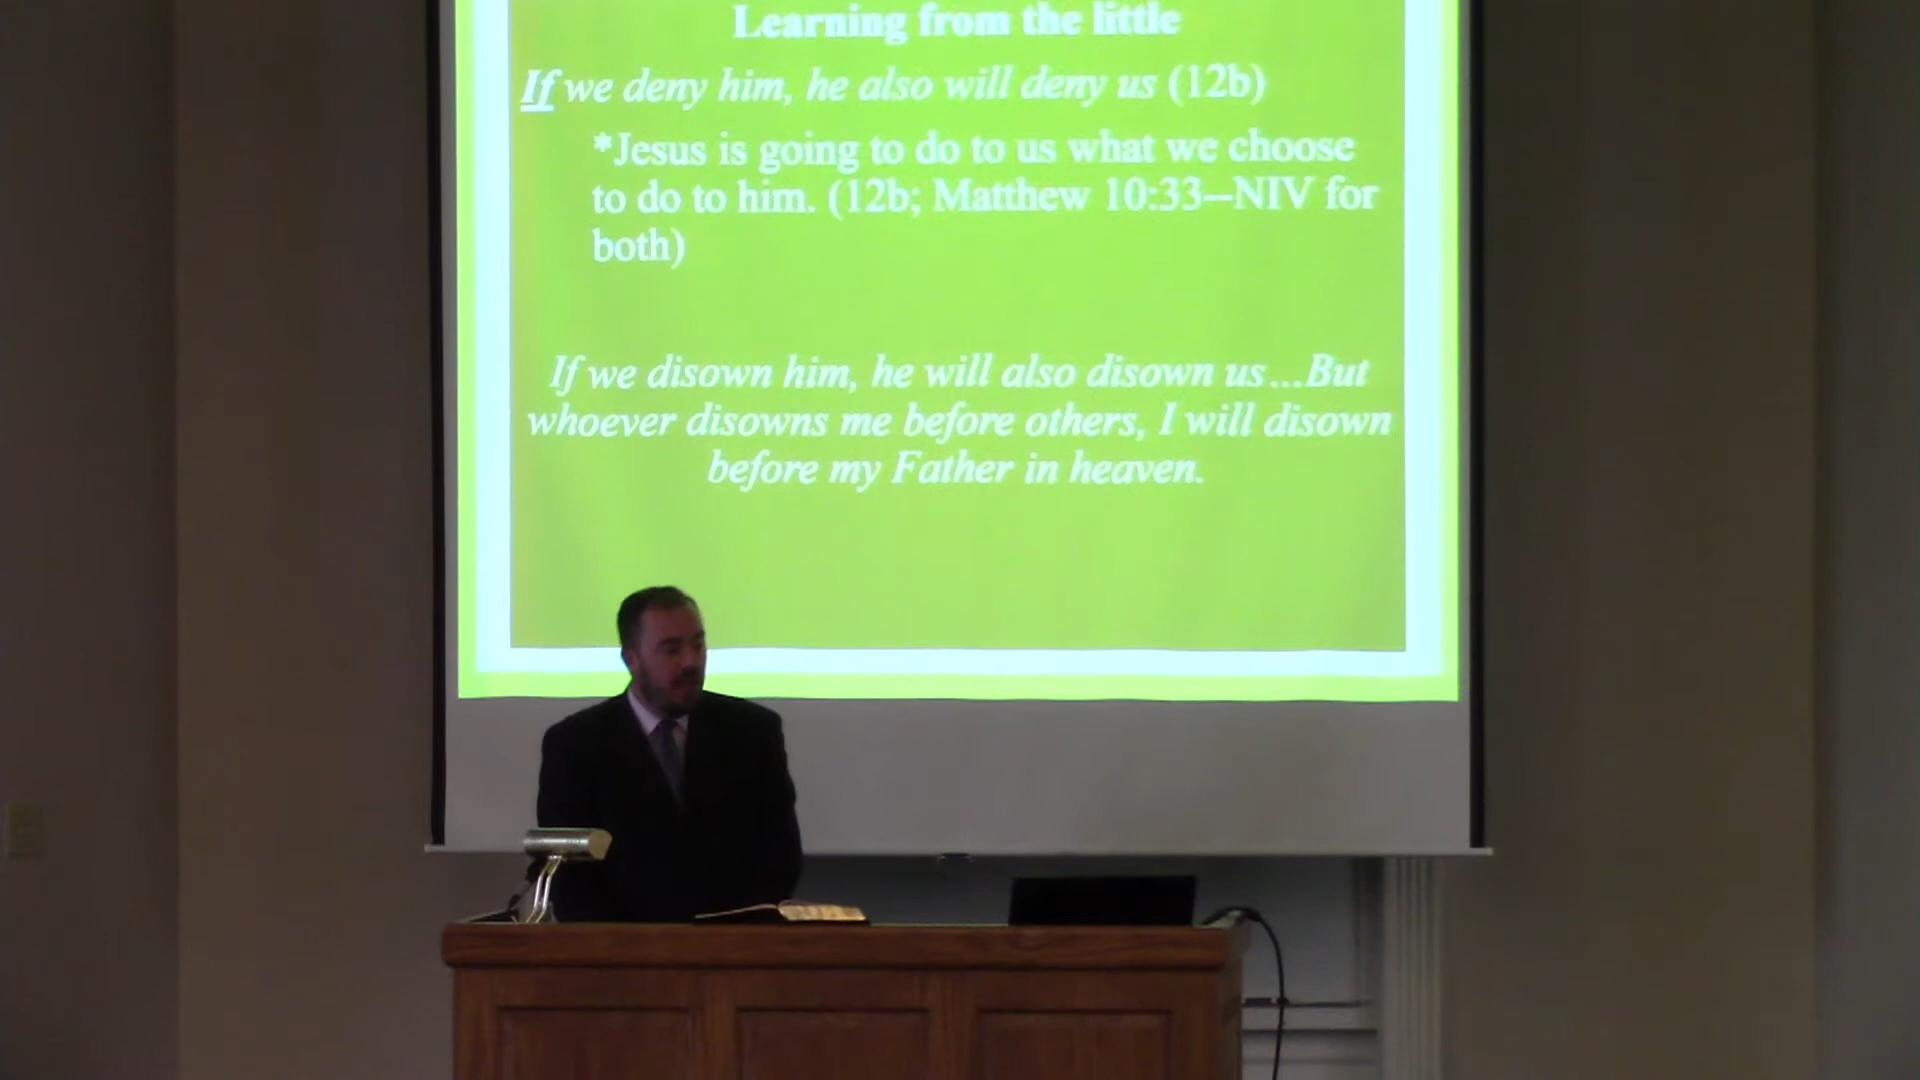 Learning from the little
If we deny him, he also will deny us (12b)
*Jesus is going to do to us what we choose
to do to him. (12b; Matthew 10:33–NIV for
both)
If we disown him, he will also disown us...But
whoever disowns me before others, I will disown
before my Father in heaven.